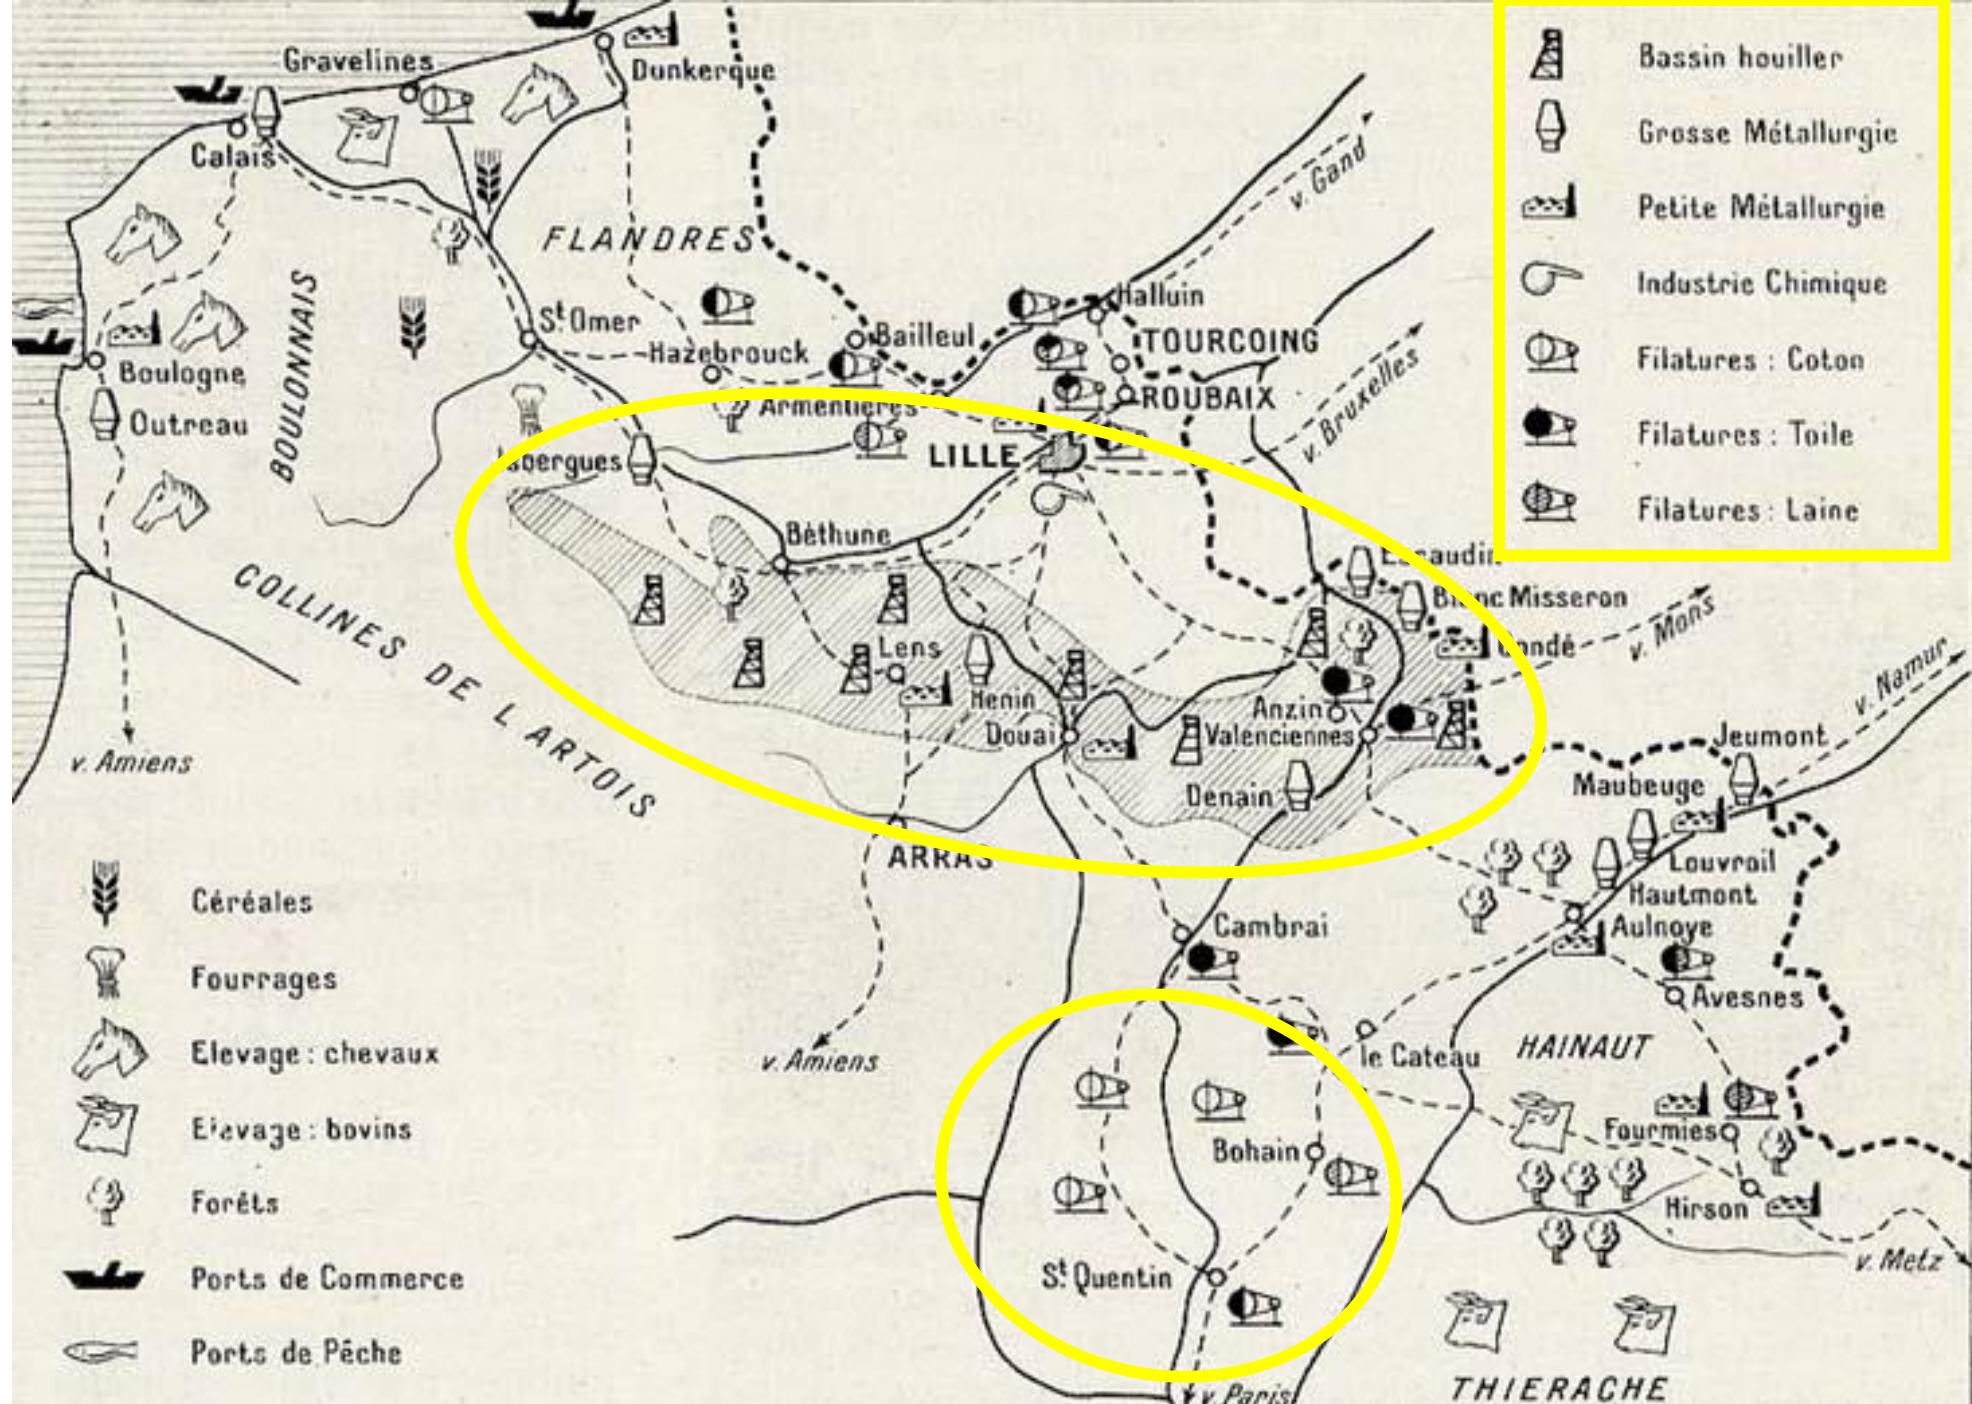 Gravelines
Dunkerque
Calais
FLANDRES
v. Gand
BOULONNAIS
St Omer
Hazebrouck
Bailleul
Halluin
TOURCOING
ROUBAIX
Boulogne
Outreau
Armentières
LILLE
v. Bruxelles
Béthune
COLLINES DE L'ARTOIS
Blanc Misseron
v. Mons
Lens
Henin
Douai
Anzin
Valenciennes
Denain
v. Amiens
ARRAS
v. Namur
Jeumont
Maubeuge
Louvroil
Hautmont
Aulnoye
Cambrai
Avesnes
v. Amiens
le Cateau
HAINAUT
Bohain
Fourmies
Hirson
St Quentin
v. Metz
v. Paris
THIERACHE
Bassin houiller
Grosse Métallurgie
Petite Métallurgie
Industrie Chimique
Filatures : Coton
Filatures : Toile
Filatures : Laine
Céréales
Fourrages
Elevage : chevaux
Elevage : bovins
Forêts
Ports de Commerce
Ports de Pêche